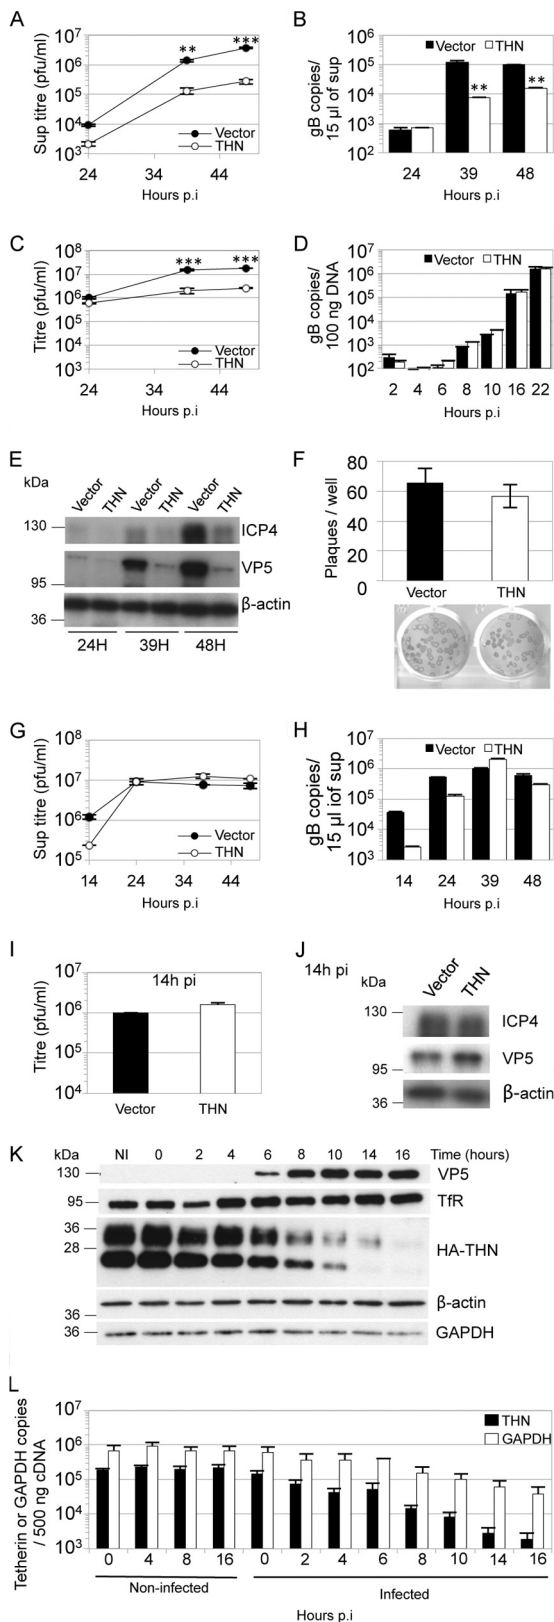 A
Sup titre (pfu/ml)
10⁷
10⁶
10⁵
10⁴
10³
** ***
Vector
THN
24 34 44
Hours p.i
B
gB copies/
15 µl of sup
10⁶
10⁵
10⁴
10³
10²
Vector THN
** **
24 39 48
Hours p.i
C
Titre (pfu/ml)
10⁸
10⁷
10⁶
10⁵
10⁴
10³
*** ***
Vector
THN
24 34 44
Hours p.i
D
gB copies/
100 ng DNA
10⁷
10⁶
10⁵
10⁴
10³
10²
Vector THN
2 4 6 8 10 16 22
Hours p.i
E
kDa
Vector THN Vector THN Vector THN
130 ICP4
VP5
95
β-actin
36
24H 39H 48H
F
Plaques / well
80
60
40
20
0
Vector THN
G
Sup titre (pfu/ml)
10⁸
10⁷
10⁶
10⁵
Vector
THN
14 24 34 44
Hours p.i
H
gB copies/
15 µl iof sup
10⁷
10⁶
10⁵
10⁴
10³
Vector THN
14 24 39 48
Hours p.i
I
Titre (pfu/ml)
14h pi
10⁷
10⁶
10⁵
10⁴
Vector THN
J
14h pi
kDa
Vector THN
130
ICP4
VP5
95
β-actin
36
K
kDa NI 0 2 4 6 8 10 14 16 Time (hours)
130 VP5
95 TfR
36
28
HA-THN
β-actin
36
36 GAPDH
L
Tetherin or GAPDH copies
/ 500 ng cDNA
10⁷
10⁶
10⁵
10⁴
10³
THN
GAPDH
0 4 8 16 0 2 4 6 8 10 14 16
Non-infected Infected
Hours p.i